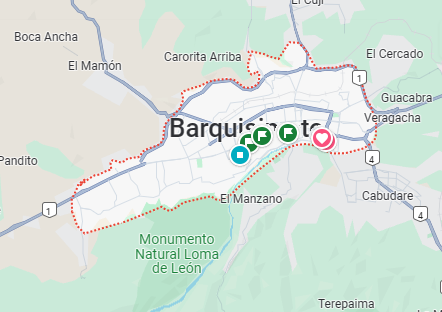 El Cují
Boca Ancha
Carorita Arriba
El Cercado
El Mamón
1
Guacabra
Veragacha
Pandito
4
Cabudare
El Manzano
1
4
Monumento
Natural Loma
de León
Terepaima